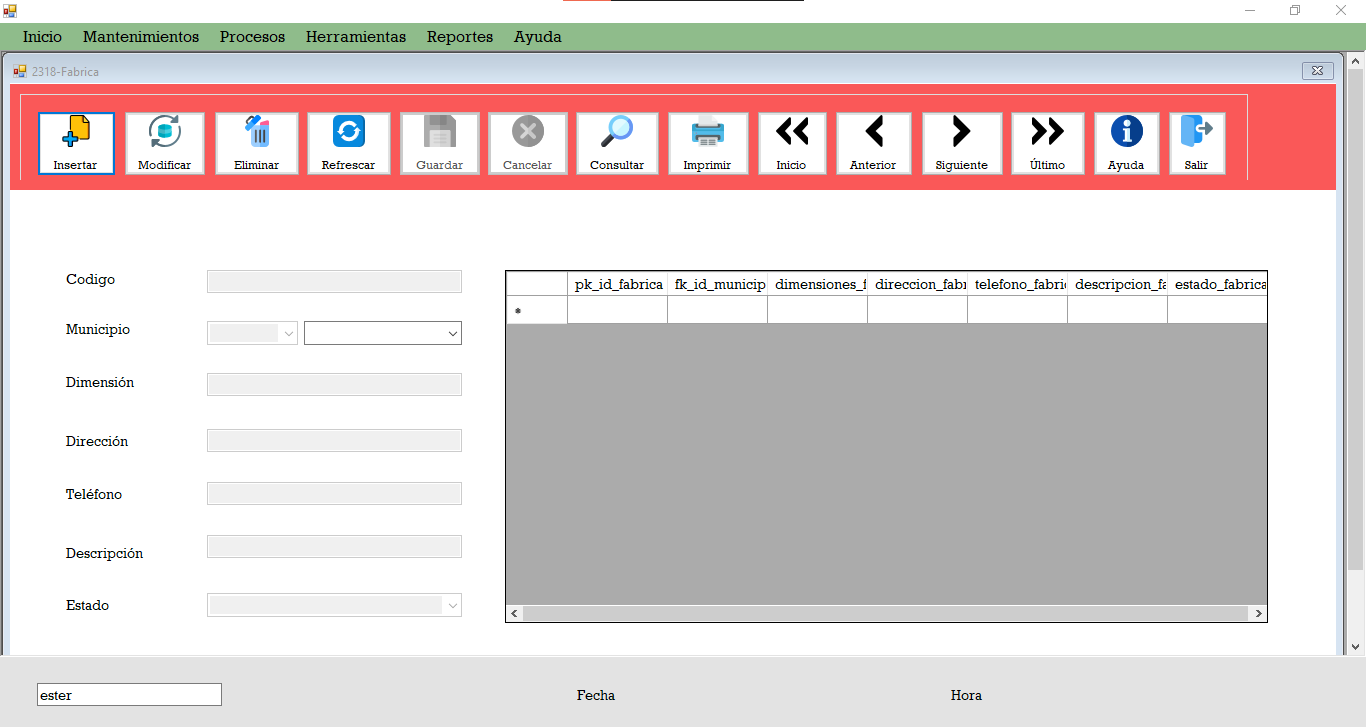 Inicio Mantenimientos Procesos Herramientas Reportes Ayuda
2318-Fabrica
Insertar Modificar Eliminar Refrescar Guardar Cancelar Consultar Imprimir Inicio Anterior Siguiente Último Ayuda Salir
Codigo
Municipio
Dimensión
Dirección
Teléfono
Descripción
Estado
pk_id_fabrica fk_id_municip dimensiones_f direccion_fabr telefono_fabri descripcion_fa estado_fabrica
*
ester Fecha Hora